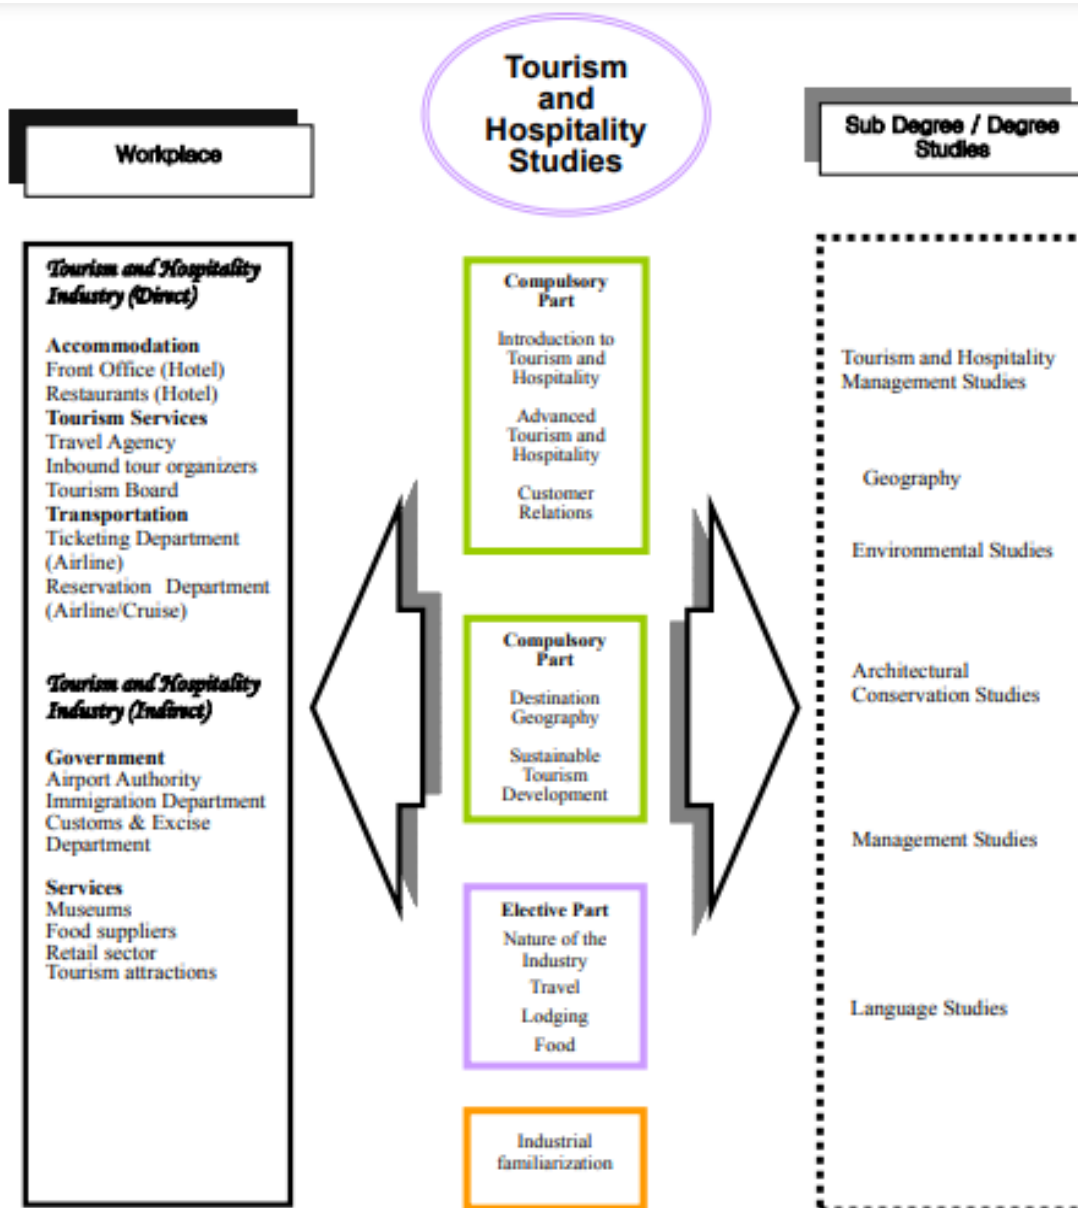 Tourism
and
Hospitality
Studies
Workplace
Sub Degree / Degree
Studies
Tourism and Hospitality
Industry (Direct)
Accommodation
Front Office (Hotel)
Restaurants (Hotel)
Tourism Services
Travel Agency
Inbound tour organizers
Tourism Board
Transportation
Ticketing Department
(Airline)
Reservation Department
(Airline/Cruise)
Tourism and Hospitality
Industry (Indirect)
Government
Airport Authority
Immigration Department
Customs & Excise
Department
Services
Museums
Food suppliers
Retail sector
Tourism attractions
Compulsory
Part
Introduction to
Tourism and
Hospitality
Advanced
Tourism and
Hospitality
Customer
Relations
Compulsory
Part
Destination
Geography
Sustainable
Tourism
Development
Elective Part
Nature of the
Industry
Travel
Lodging
Food
Industrial
familiarization
Tourism and Hospitality
Management Studies
Geography
Environmental Studies
Architectural
Conservation Studies
Management Studies
Language Studies